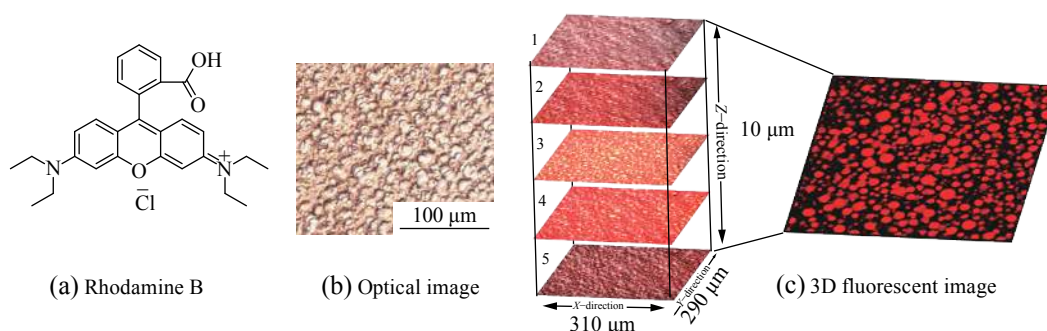 OH
O
N
O
+
N
−
Cl
(a) Rhodamine B
100 μm
(b) Optical image
1
2
3
4
5
Z−direction
10 μm
X−direction
310 μm
Y−direction
290 μm
(c) 3D fluorescent image